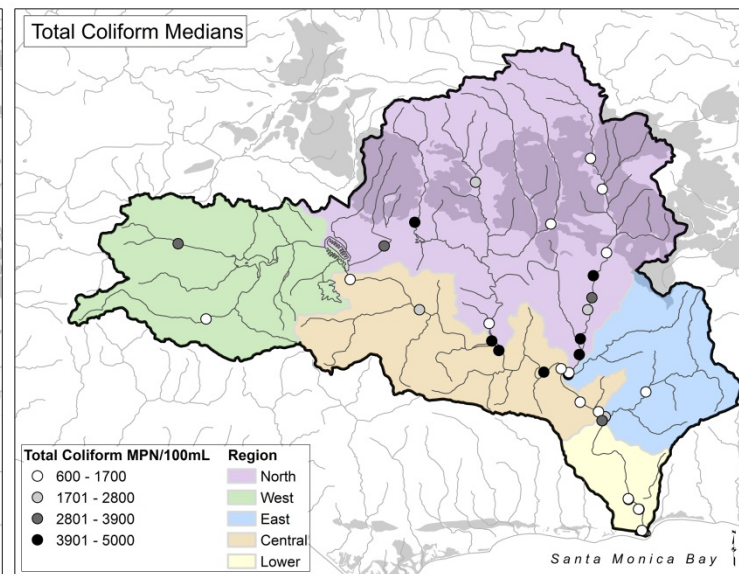 Total Coliform Medians
Total Coliform MPN/100mL
600 - 1700
1701 - 2800
2801 - 3900
3901 - 5000
Region
North
West
East
Central
Lower
Santa Monica Bay